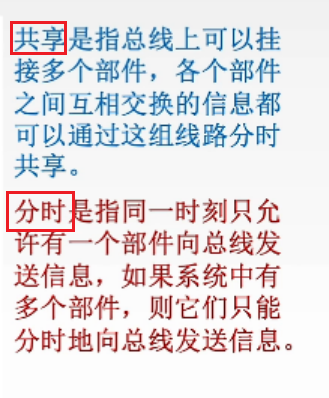 共享是指总线上可以挂
接多个部件，各个部件
之间互相交换的信息都
可以通过这组线路分时
共享。
分时是指同一时刻只允
许有一个部件向总线发
送信息，如果系统中有
多个部件，则它们只能
分时地向总线发送信息。